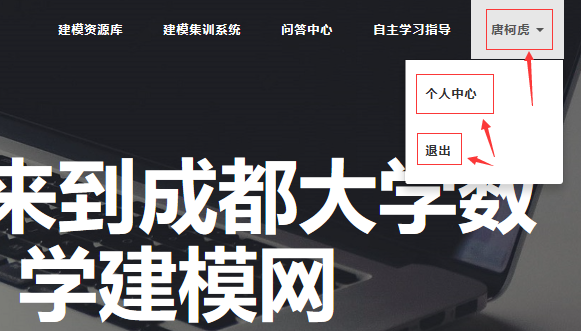 建模资源库 建模集训系统 问答中心 自主学习指导 唐柯虎
个人中心
退出
来到成都大学数
学建模网